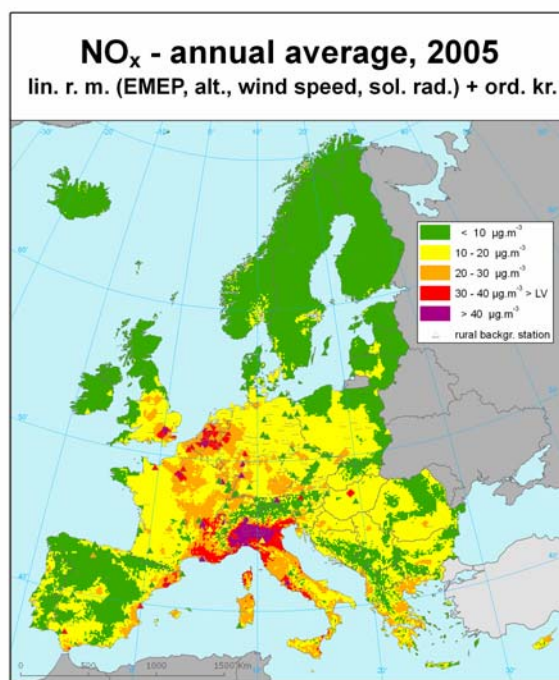 NOx - annual average, 2005
lin. r. m. (EMEP, alt., wind speed, sol. rad.) + ord. kr.
< 10 µg.m-3
10 - 20 µg.m-3
20 - 30 µg.m-3
30 - 40 µg.m-3 > LV
> 40 µg.m-3
rural backgr. station
0 500 1000 1500 Km